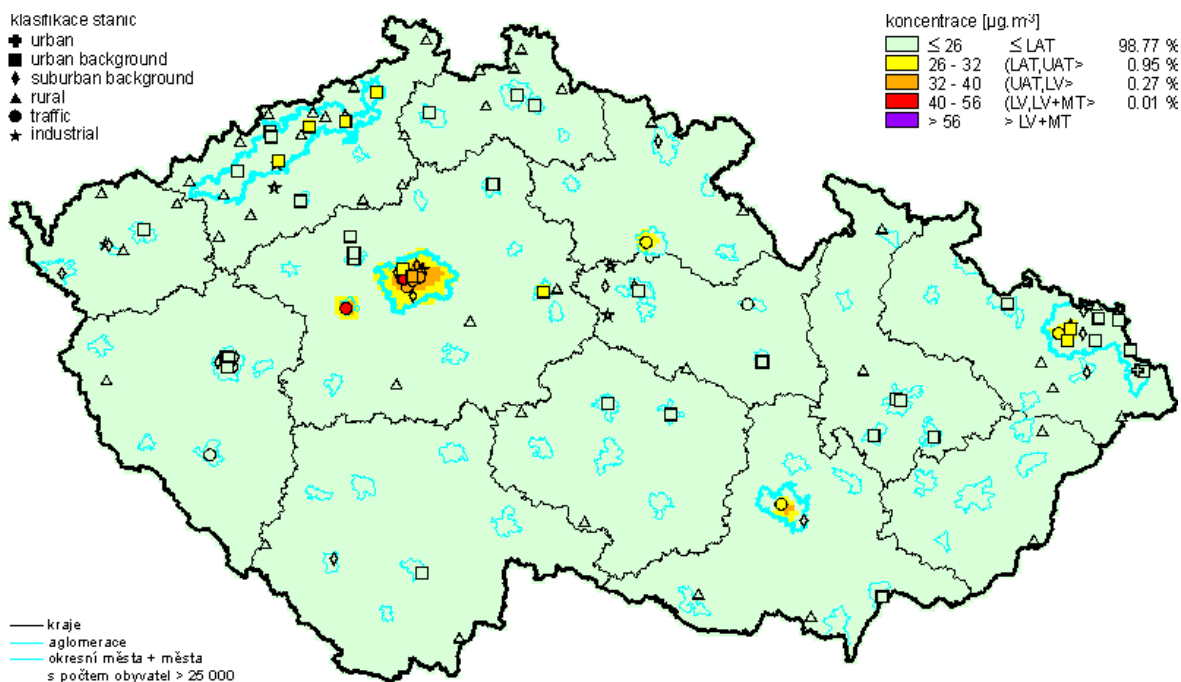 klasifikace stanic
urban
urban background
suburban background
rural
traffic
industrial
koncentrace [µg.m-³]
≤ 26 ≤ LAT 98.77 %
26 - 32 (LAT,UAT> 0.95 %
32 - 40 (UAT,LV> 0.27 %
40 - 56 (LV,LV+MT> 0.01 %
> 56 > LV+MT
kraje
aglomerace
okresní města + města
s počtem obyvatel > 25 000